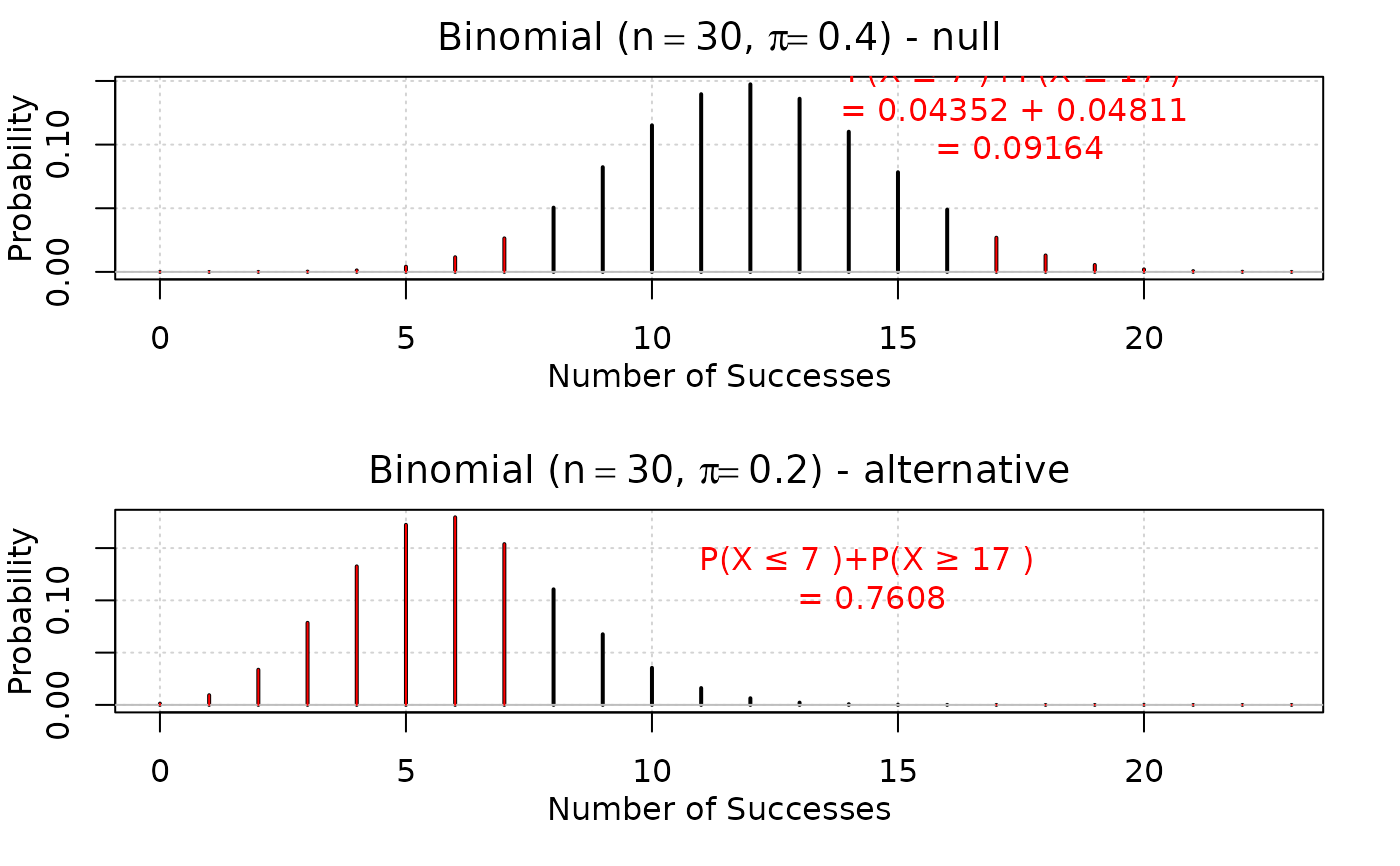 Binomial (n = 30, π= 0.4) - null
= 0.04352 + 0.04811
= 0.09164
Probability
0.00 0.10
0 5 10 15 20
Number of Successes
Binomial (n = 30, π= 0.2) - alternative
P(X ≤ 7 )+P(X ≥ 17 )
= 0.7608
Probability
0.00 0.10
0 5 10 15 20
Number of Successes